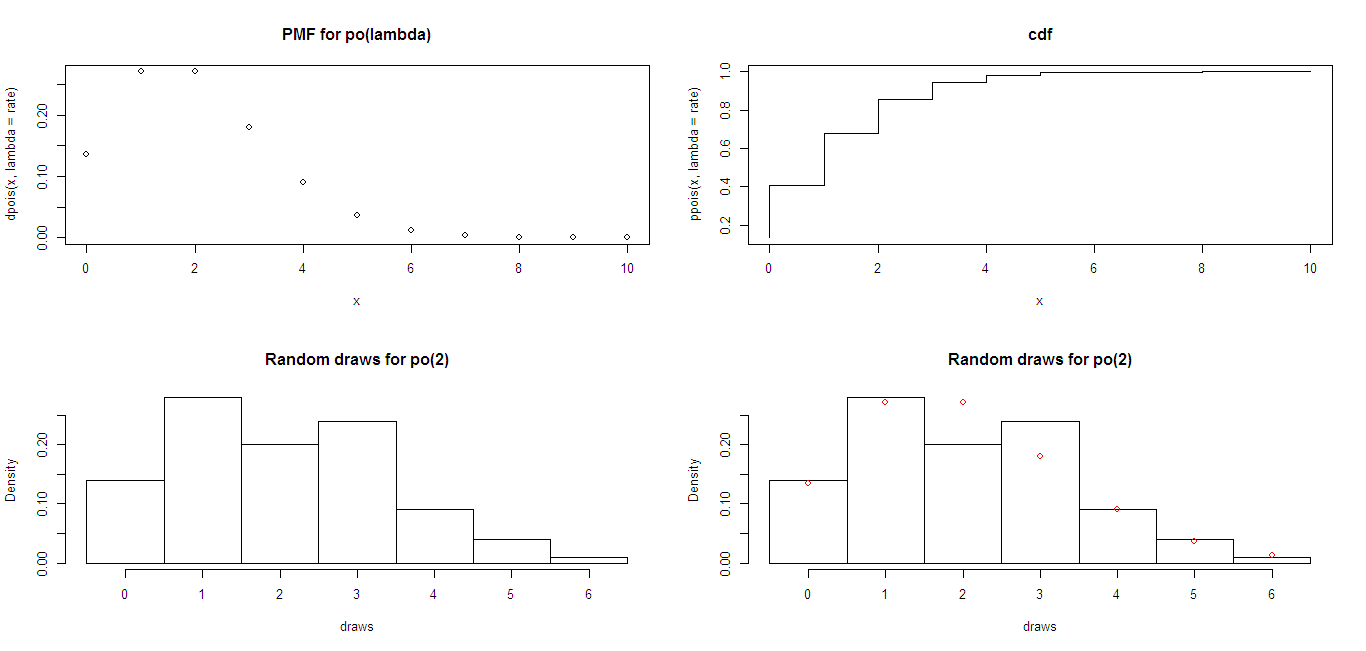 PMF for po(lambda)
dpois(x, lambda = rate)
0.00 0.10 0.20
0 2 4 6 8 10
x
cdf
ppois(x, lambda = rate)
0.2 0.4 0.6 0.8 1.0
0 2 4 6 8 10
x
Random draws for po(2)
Density
0.00 0.10 0.20
0 1 2 3 4 5 6
draws
Random draws for po(2)
Density
0.00 0.10 0.20
0 1 2 3 4 5 6
draws